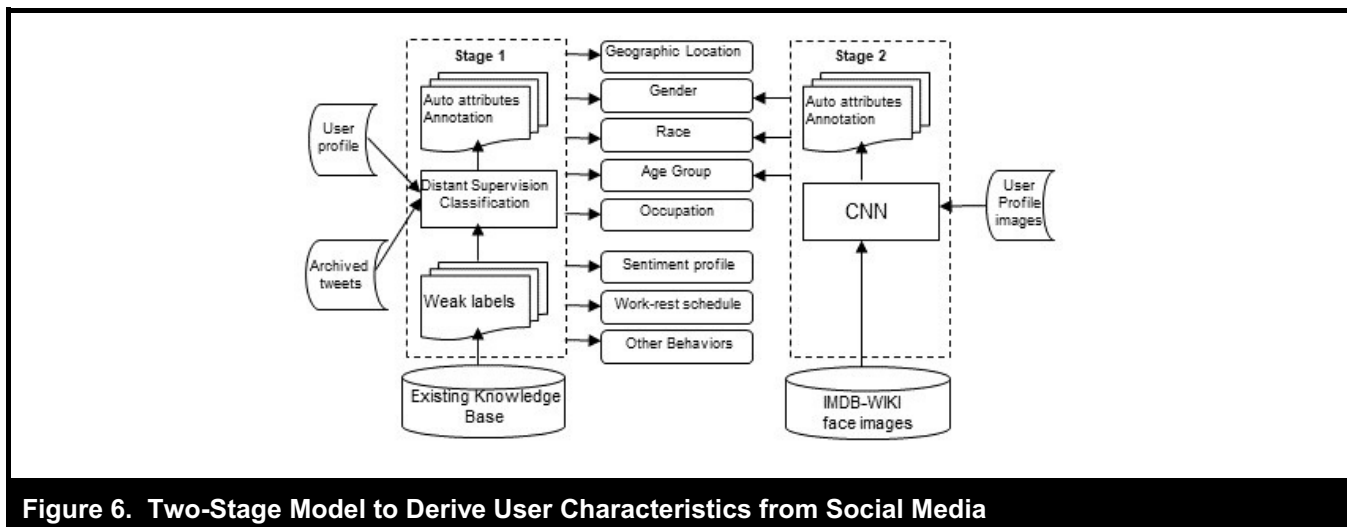 Stage 1
Auto attributes
Annotation
User
profile
Distant Supervision
Classification
Archived
tweets
Weak labels
Existing Knowledge
Base
Geographic Location
Gender
Race
Age Group
Occupation
Sentiment profile
Work-rest schedule
Other Behaviors
Stage 2
Auto attributes
Annotation
CNN
User
Profile
images
IMDB-WIKI
face images
Figure 6. Two-Stage Model to Derive User Characteristics from Social Media